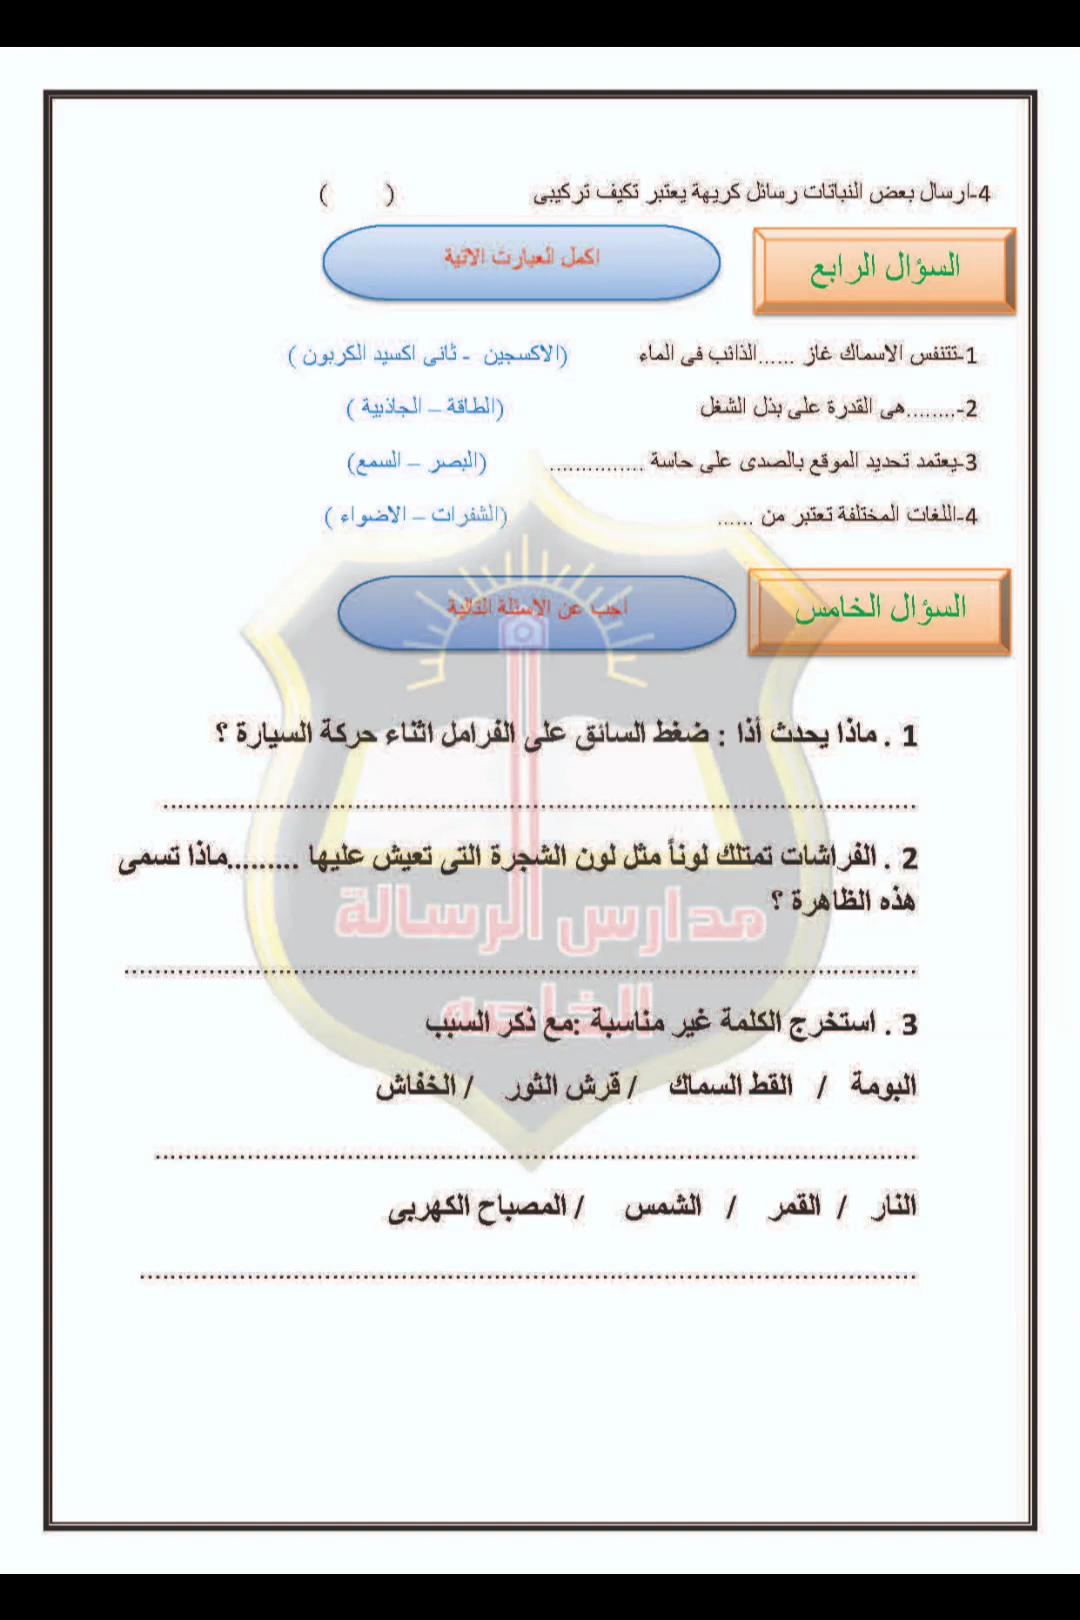 4-ارسال بعض النباتات رسائل كريهة يعتبر تكيف تركيبى ( )
السؤال الرابع
اكمل العبارت الاتية
1-تتنفس الاسماك غاز ......الذائب فى الماء (الاكسجين - ثانى اكسيد الكربون )
2-........هى القدرة على بذل الشغل (الطاقة – الجاذبية )
3-يعتمد تحديد الموقع بالصدى على حاسة ............... (البصر – السمع)
4-اللغات المختلفة تعتبر من ...... (الشفرات – الاضواء )
السؤال الخامس
اجب عن الاسئلة التالية
1 . ماذا يحدث أذا : ضغط السائق على الفرامل اثناء حركة السيارة ؟
2 . الفراشات تمتلك لوناً مثل لون الشجرة التى تعيش عليها .........ماذا تسمى
هذه الظاهرة ؟
مدارس الرسالة
الخاصه
3 . استخرج الكلمة غير مناسبة :مع ذكر السبب
البومة / القط السماك / قرش الثور / الخفاش
النار / القمر / الشمس / المصباح الكهربى